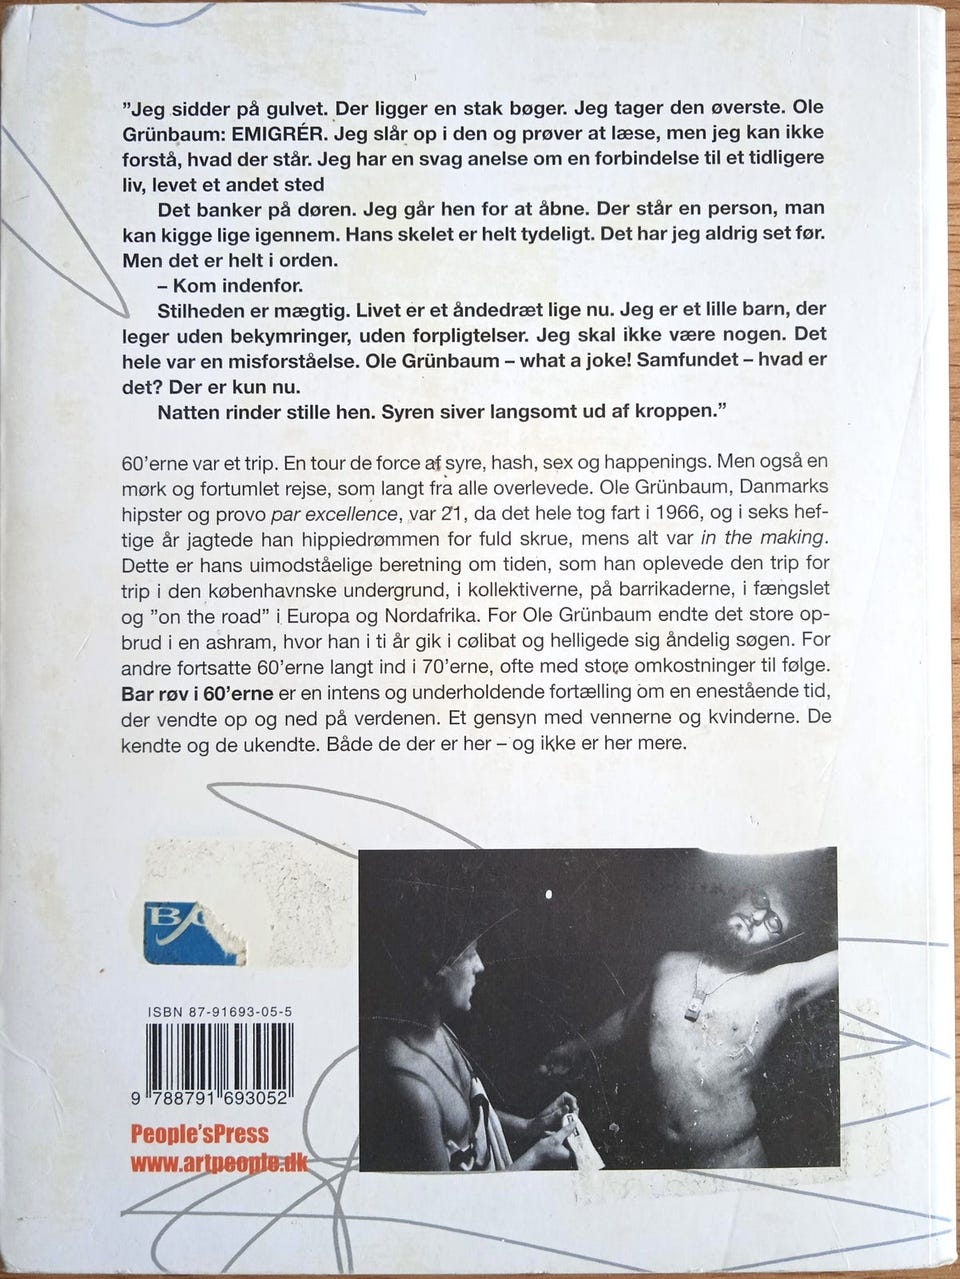 ”Jeg sidder på gulvet. Der ligger en stak bøger. Jeg tager den øverste. Ole
Grünbaum: EMIGRÉR. Jeg slår op i den og prøver at læse, men jeg kan ikke
forstå, hvad der står. Jeg har en svag anelse om en forbindelse til et tidligere
liv, levet et andet sted
Det banker på døren. Jeg går hen for at åbne. Der står en person, man
kan kigge lige igennem. Hans skelet er helt tydeligt. Det har jeg aldrig set før.
Men det er helt i orden.
– Kom indenfor.
Stilheden er mægtig. Livet er et åndedræt lige nu. Jeg er et lille barn, der
leger uden bekymringer, uden forpligtelser. Jeg skal ikke være nogen. Det
hele var en misforståelse. Ole Grünbaum – what a joke! Samfundet – hvad er
det? Der er kun nu.
Natten rinder stille hen. Syren siver langsomt ud af kroppen.”
60’erne var et trip. En tour de force af syre, hash, sex og happenings. Men også en
mørk og fortumlet rejse, som langt fra alle overlevede. Ole Grünbaum, Danmarks
hipster og provo par excellence, var 21, da det hele tog fart i 1966, og i seks hef-
tige år jagtede han hippiedrømmen for fuld skrue, mens alt var in the making.
Dette er hans uimodståelige beretning om tiden, som han oplevede den trip for
trip i den københavnske undergrund, i kollektiverne, på barrikaderne, i fængslet
og ”on the road” i Europa og Nordafrika. For Ole Grünbaum endte det store op-
brud i en ashram, hvor han i ti år gik i cølibat og helligede sig åndelig søgen. For
andre fortsatte 60’erne langt ind i 70’erne, ofte med store omkostninger til følge.
Bar røv i 60’erne er en intens og underholdende fortælling om en enestående tid,
der vendte op og ned på verdenen. Et gensyn med vennerne og kvinderne. De
kendte og de ukendte. Både de der er her – og ikke er her mere.
ISBN 87-91693-05-5
9 788791 693052
People’sPress
www.artpeople.dk